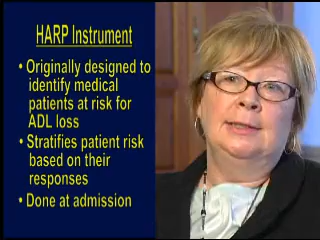 HARP Instrument
• Originally designed to
identify medical
patients at risk for
ADL loss
• Stratifies patient risk
based on their
responses
• Done at admission